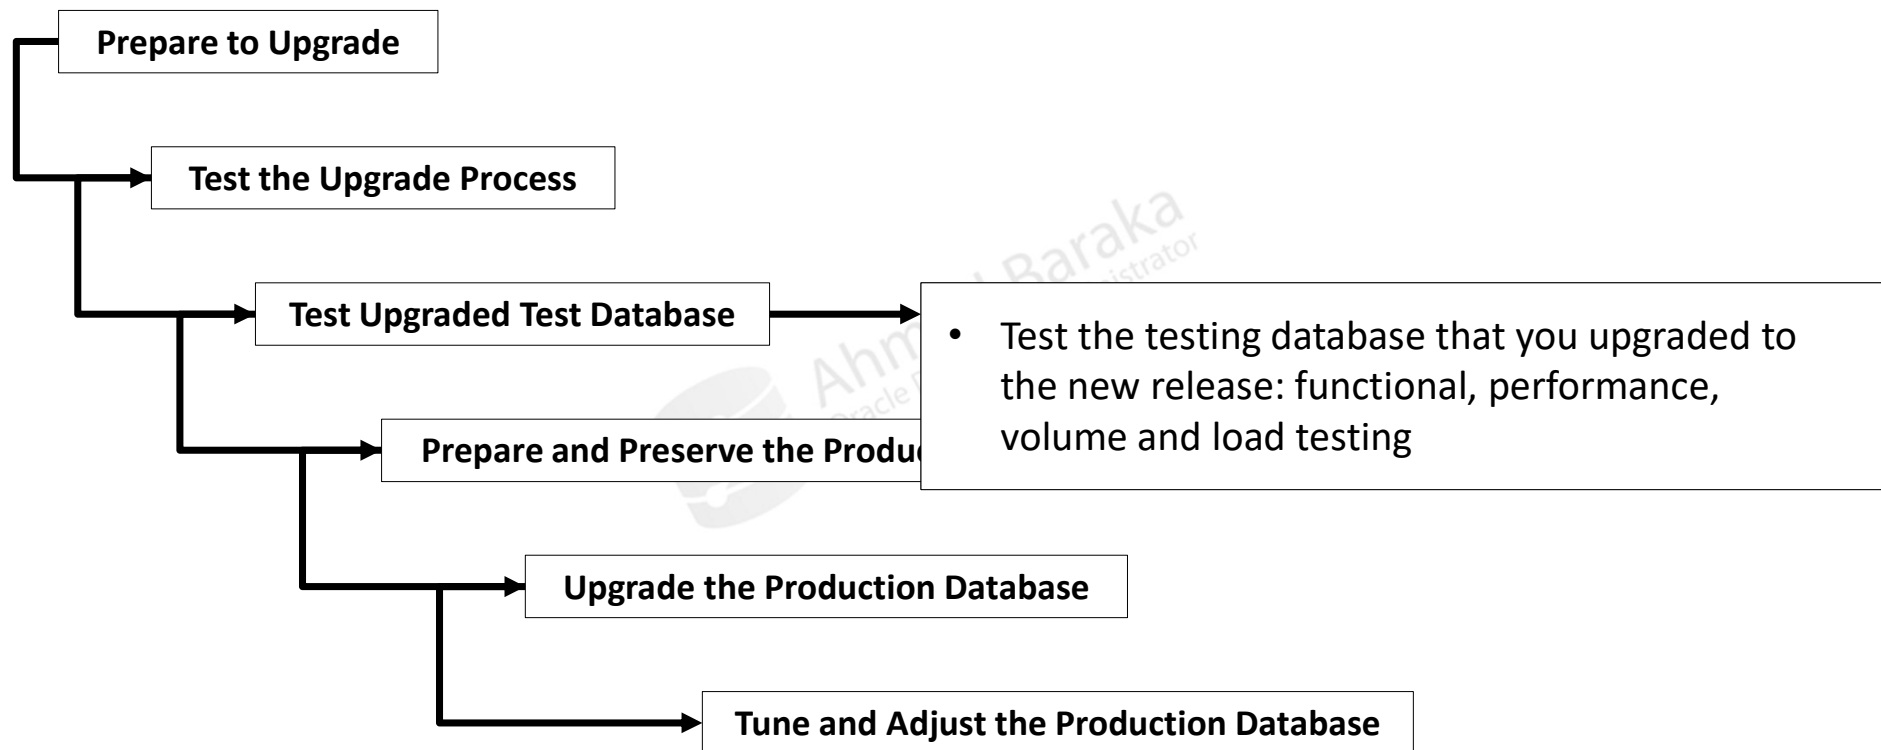 Prepare to Upgrade
Test the Upgrade Process
Baraka
Test Upgraded Test Database
• Test the testing database that you upgraded to
the new release: functional, performance,
volume and load testing
Prepare and Preserve the
Upgrade the Production Database
Tune and Adjust the Production Database